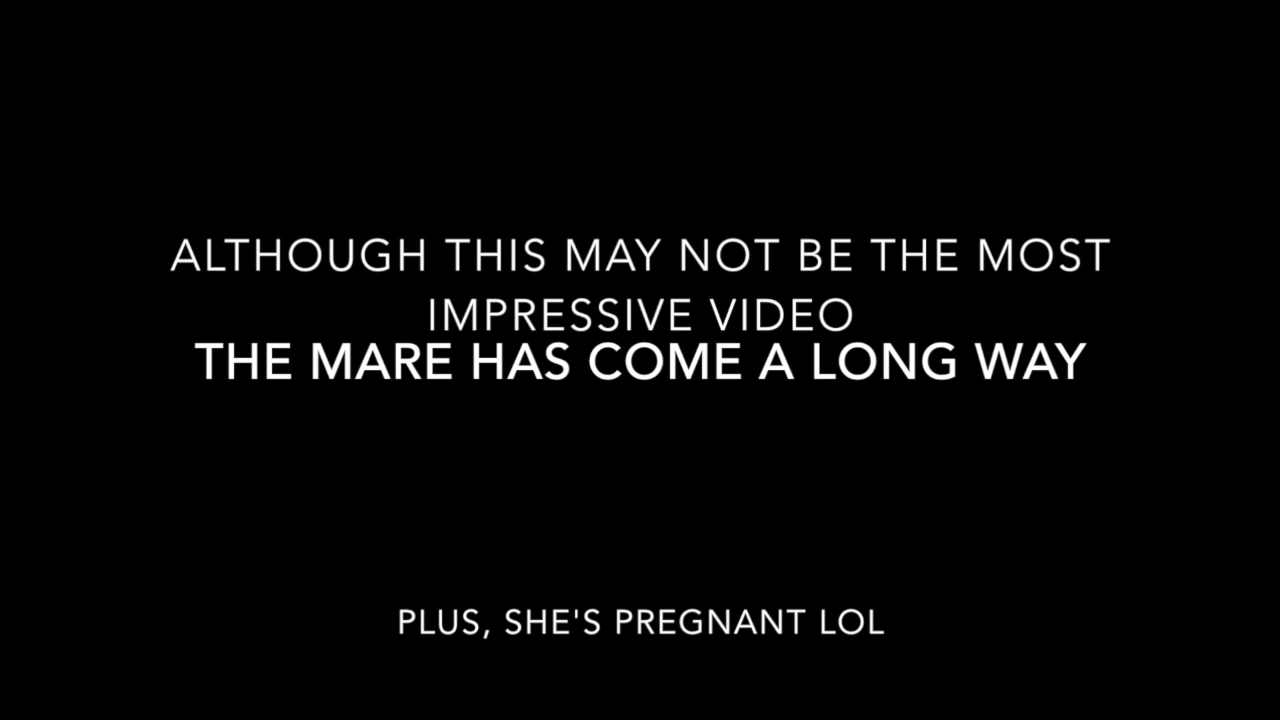 ALTHOUGH THIS MAY NOT BE THE MOST
IMPRESSIVE VIDEO
THE MARE HAS COME A LONG WAY
PLUS, SHE'S PREGNANT LOL